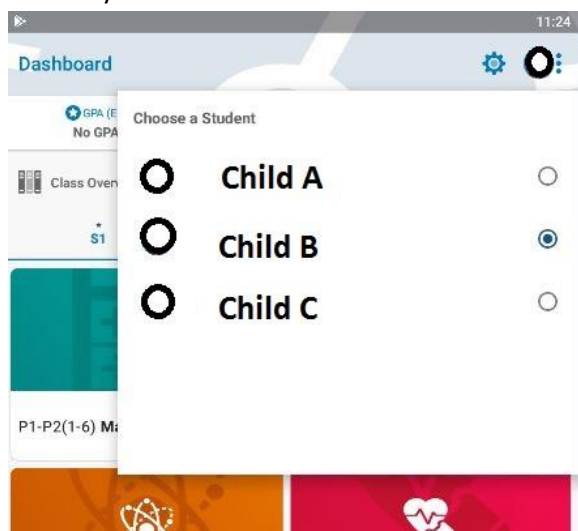 11:24
Dashboard
GPA (E
No GPA
Choose a Student
Class Over
S1
Child A
Child B
Child C
P1-P2(1-6) Ma